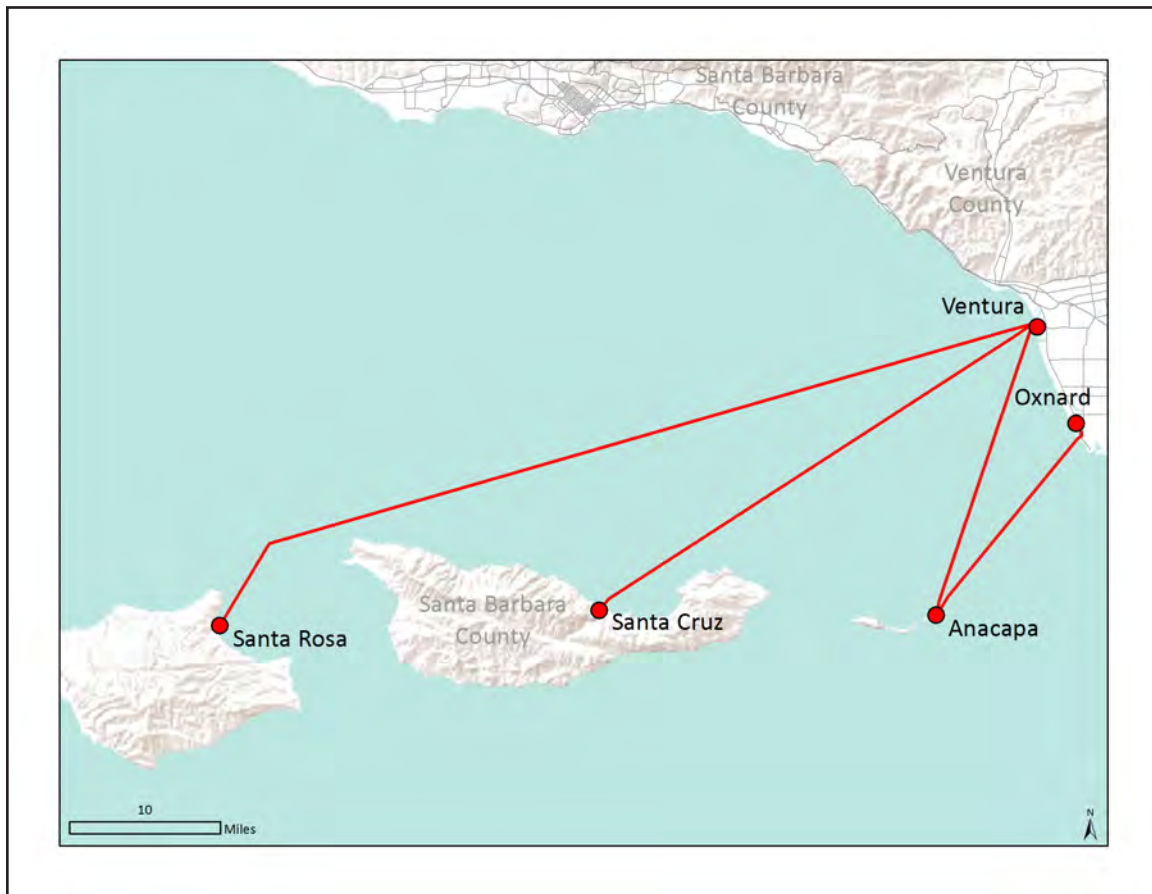 Santa Barbara
County
Ventura
County
Ventura
Oxnard
Santa Barbara
County
Santa Cruz
Santa Rosa
Anacapa
10
Miles
N